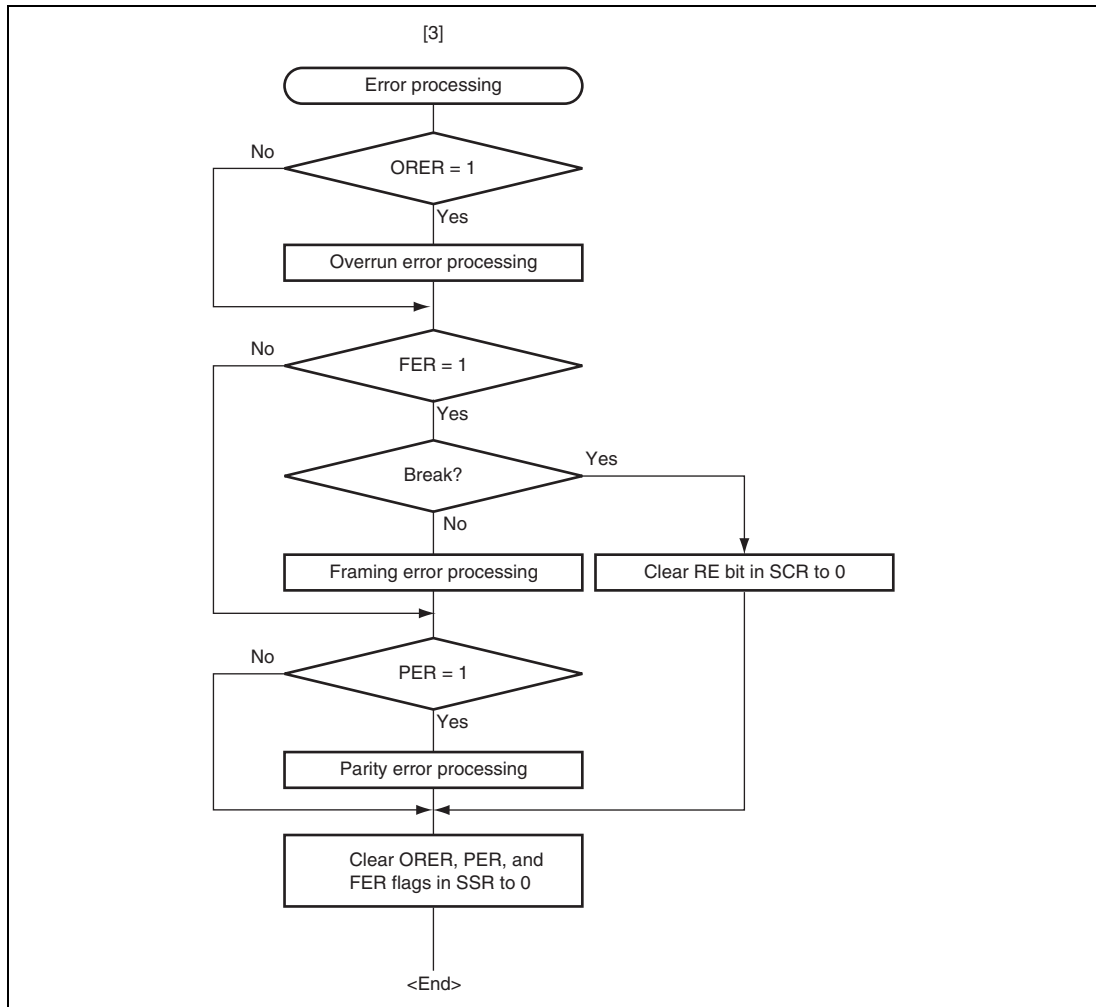 [3]
Error processing
No
ORER = 1
Yes
Overrun error processing
No
FER = 1
Yes
Break?
Yes
No
Framing error processing
Clear RE bit in SCR to 0
No
PER = 1
Yes
Parity error processing
Clear ORER, PER, and
FER flags in SSR to 0
<End>